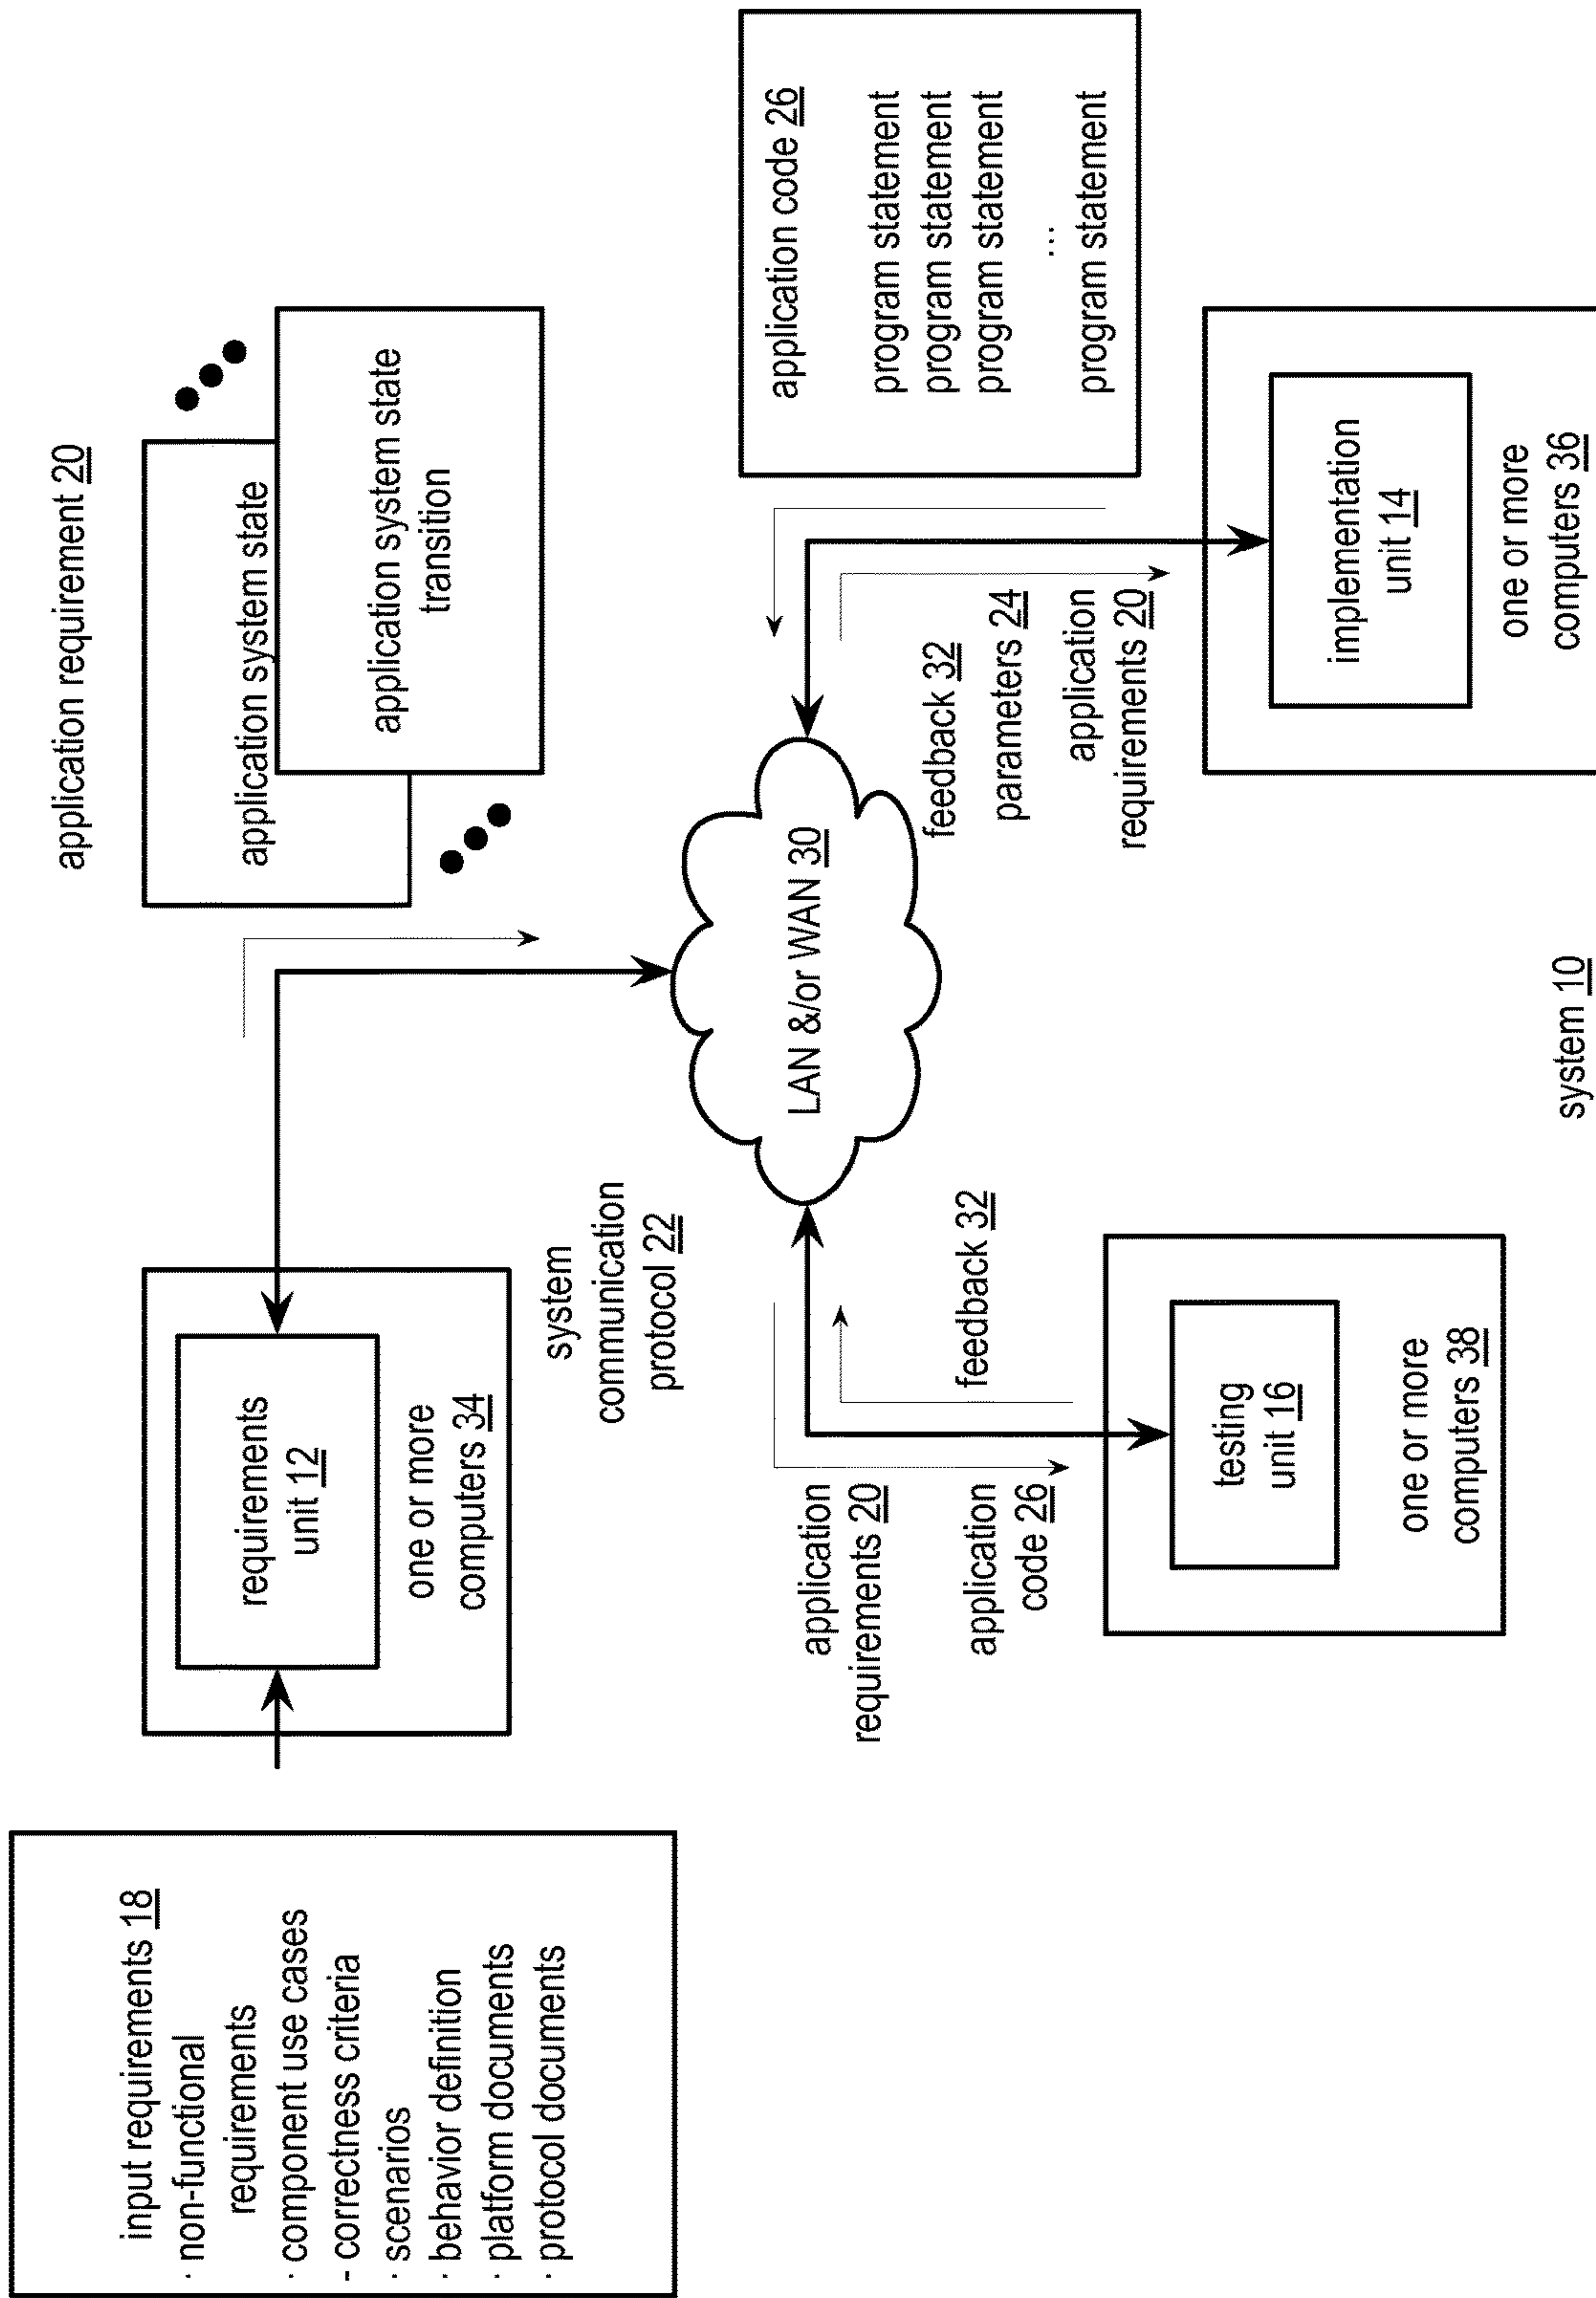 input requirements 18
· non-functional
requirements
· component use cases
- correctness criteria
· scenarios
· behavior definition
· platform documents
· protocol documents
requirements
unit 12
one or more
computers 34
application requirement 20
application system state
application system state
transition
system
communication
protocol 22
LAN &/or WAN 30
application
requirements 20
application
code 26
feedback 32
testing
unit 16
one or more
computers 38
feedback 32
parameters 24
application
requirements 20
application code 26
program statement
program statement
program statement
...
program statement
implementation
unit 14
one or more
computers 36
system 10